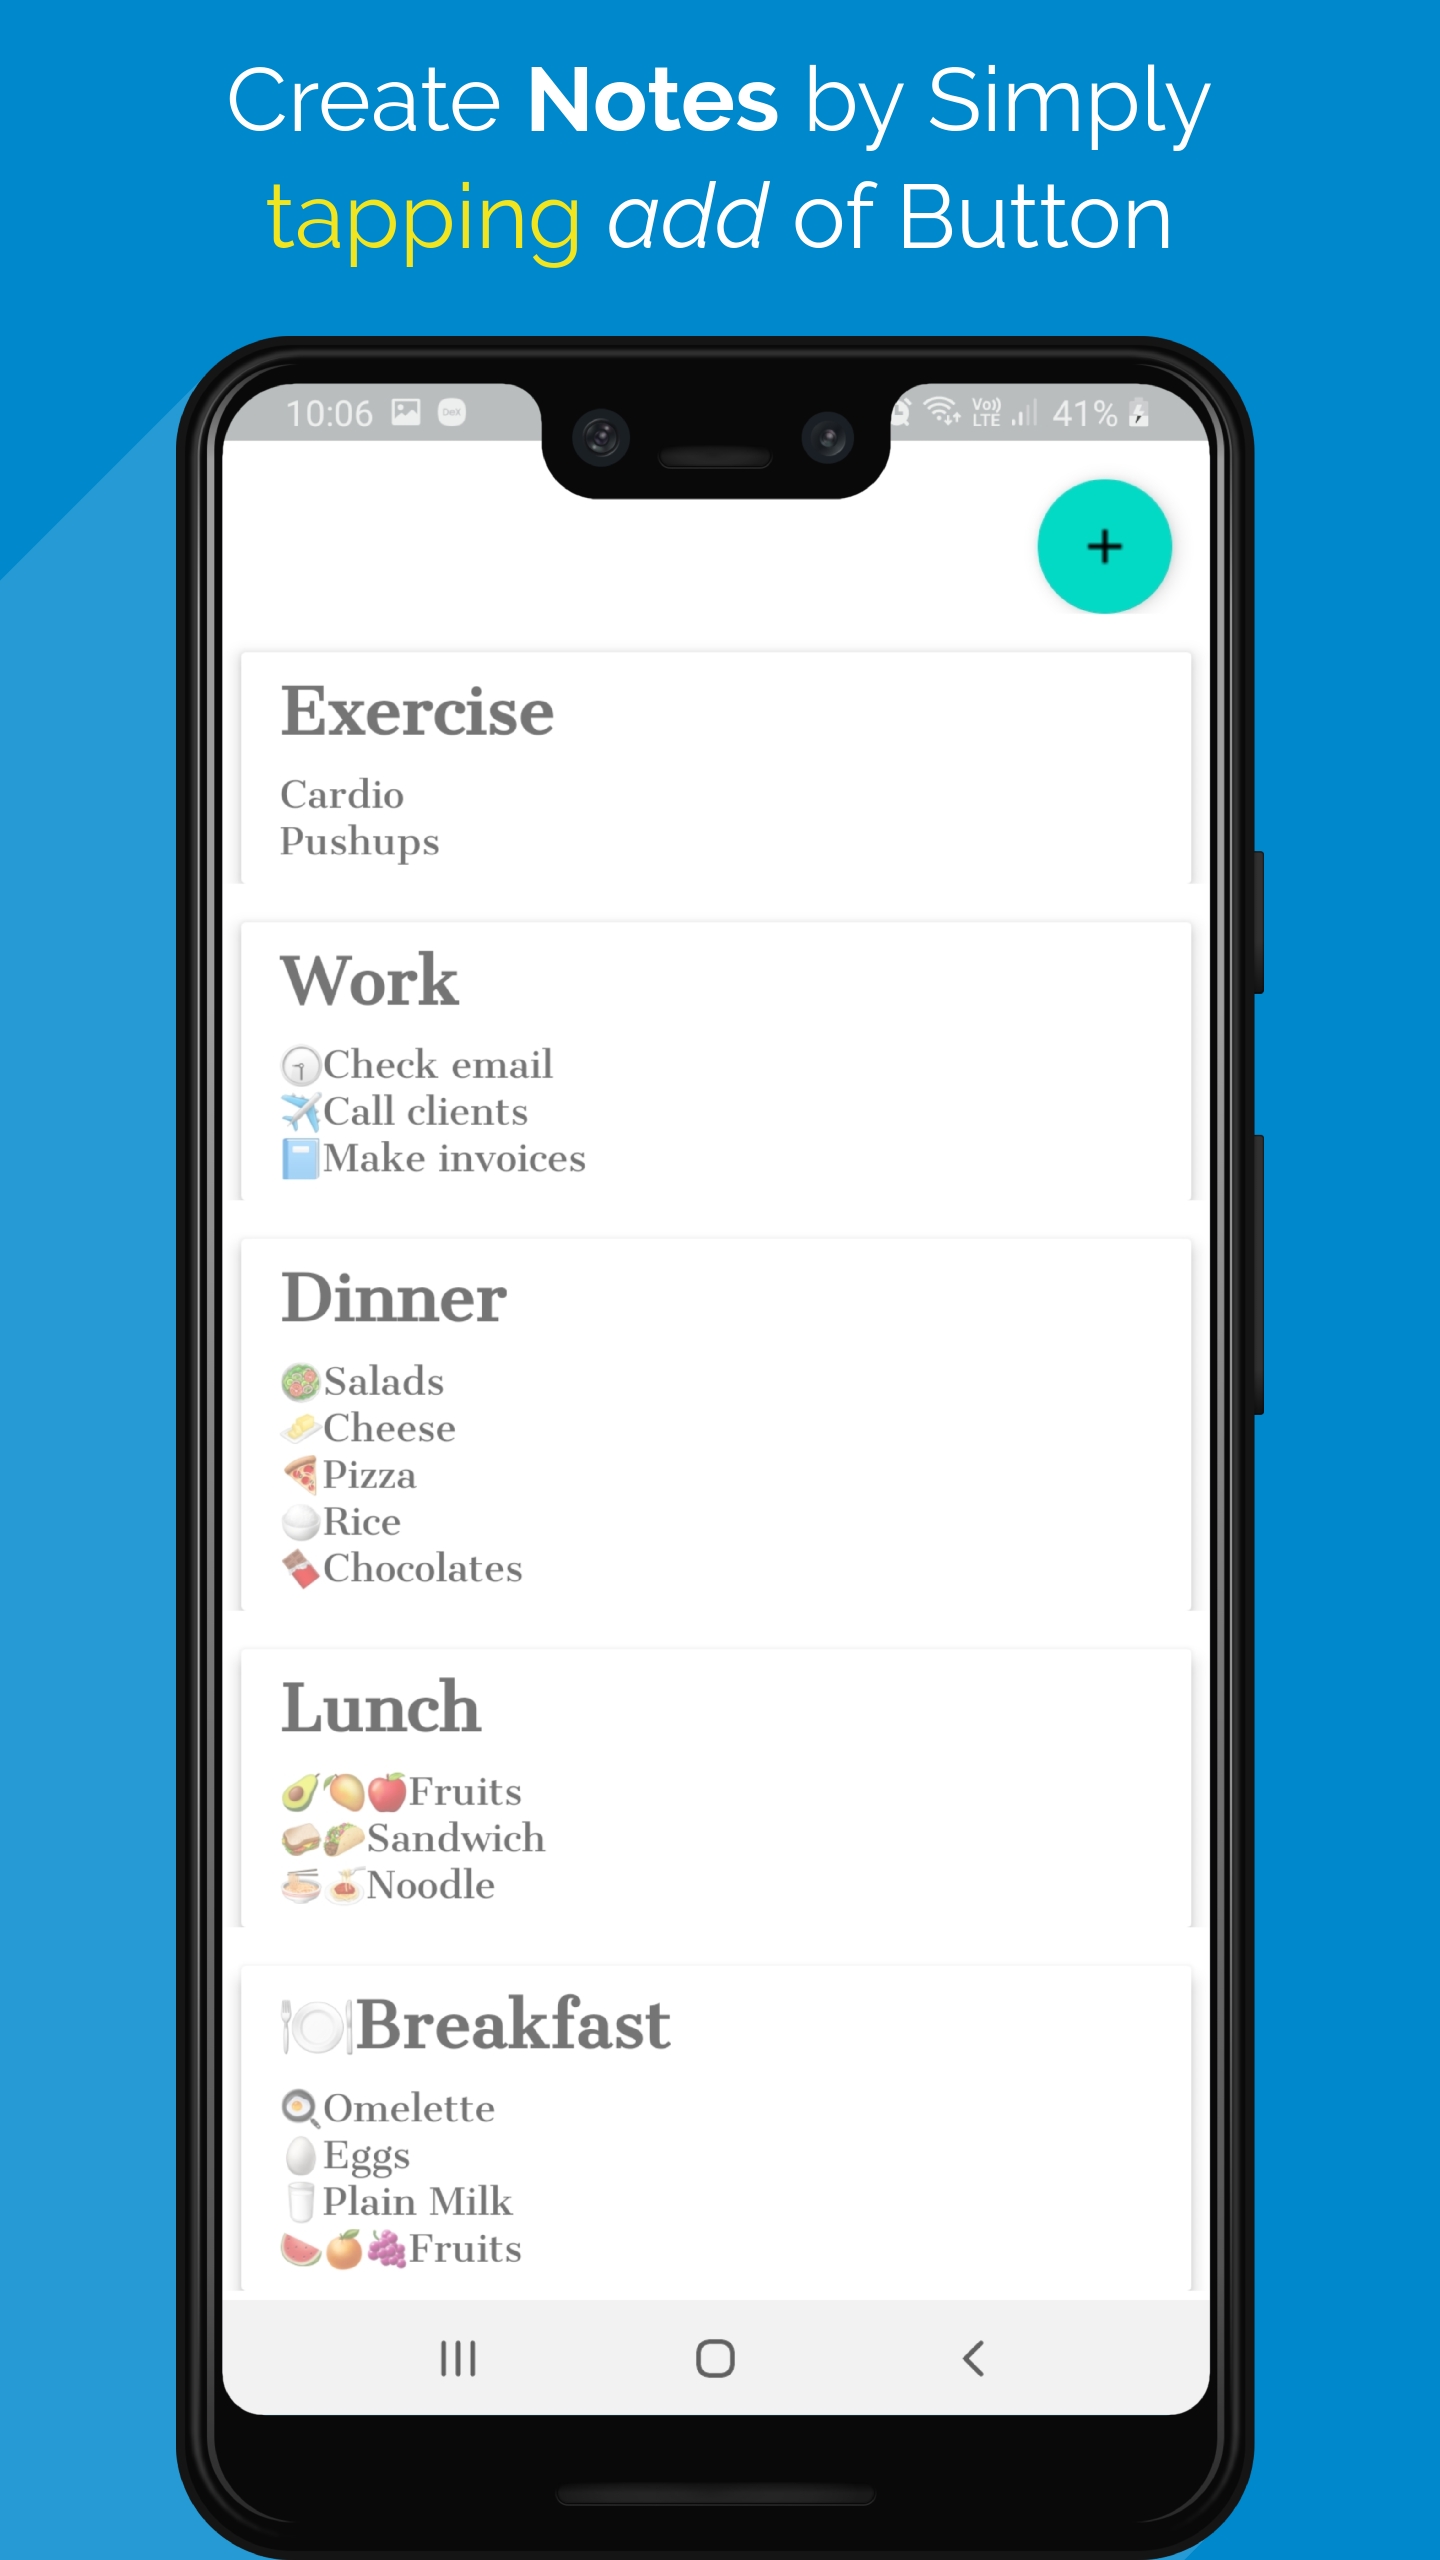 Create Notes by Simply
tapping add of Button
10:06 DeX Vo)) LTE 41%
+
Exercise
Cardio
Pushups
Work
Check email
Call clients
Make invoices
Dinner
Salads
Cheese
Pizza
Rice
Chocolates
Lunch
Fruits
Sandwich
Noodle
Breakfast
Omelette
Eggs
Plain Milk
Fruits